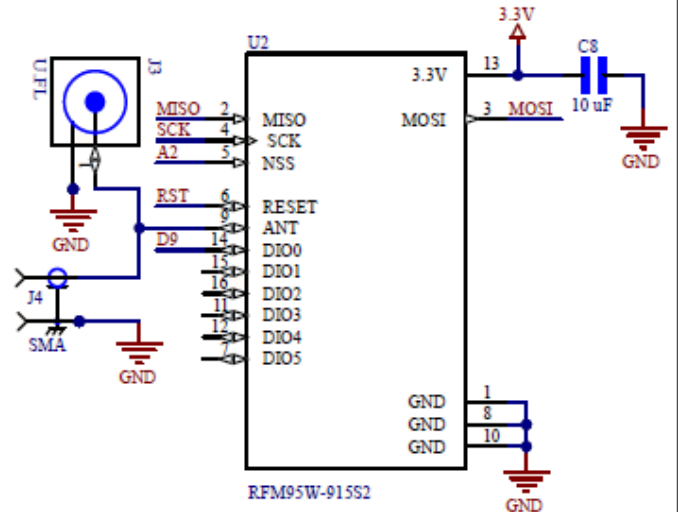 3.3V
U2
C8
J3
U.FL
3.3V
13
10 uF
MISO
2
MISO
MOSI
3
MOSI
SCK
4
SCK
A2
5
NSS
GND
1
RST
6
RESET
GND
9
ANT
D9
14
DIO0
15
DIO1
J4
16
DIO2
11
DIO3
SMA
12
DIO4
GND
7
DIO5
GND
1
GND
8
GND
10
RFM95W-915S2
GND